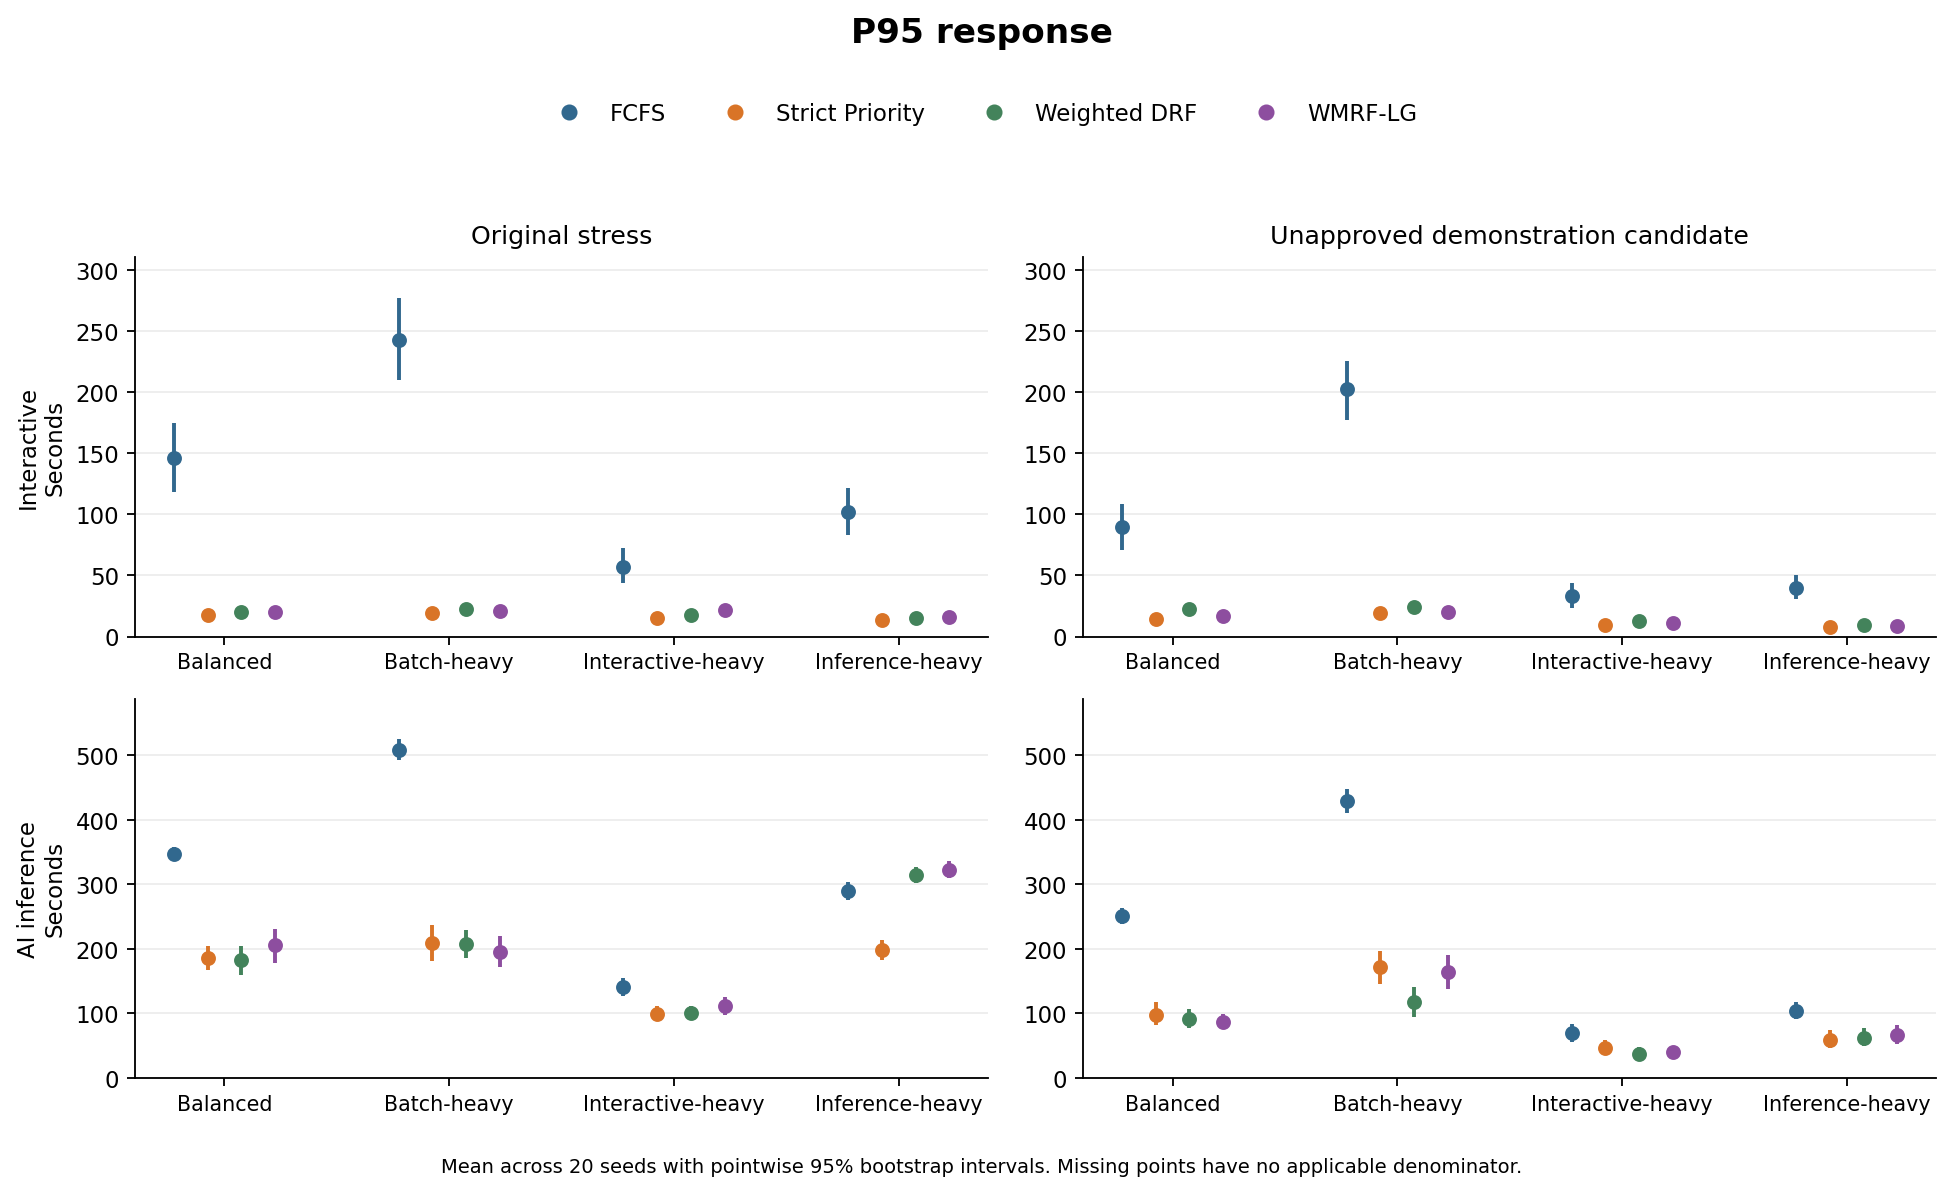 P95 response
FCFS
Strict Priority
Weighted DRF
WMRF-LG
Original stress
Unapproved demonstration candidate
Interactive
Seconds
300
250
200
150
100
50
0
Balanced
Batch-heavy
Interactive-heavy
Inference-heavy
300
250
200
150
100
50
0
Balanced
Batch-heavy
Interactive-heavy
Inference-heavy
AI inference
Seconds
500
400
300
200
100
0
Balanced
Batch-heavy
Interactive-heavy
Inference-heavy
500
400
300
200
100
0
Balanced
Batch-heavy
Interactive-heavy
Inference-heavy
Mean across 20 seeds with pointwise 95% bootstrap intervals. Missing points have no applicable denominator.